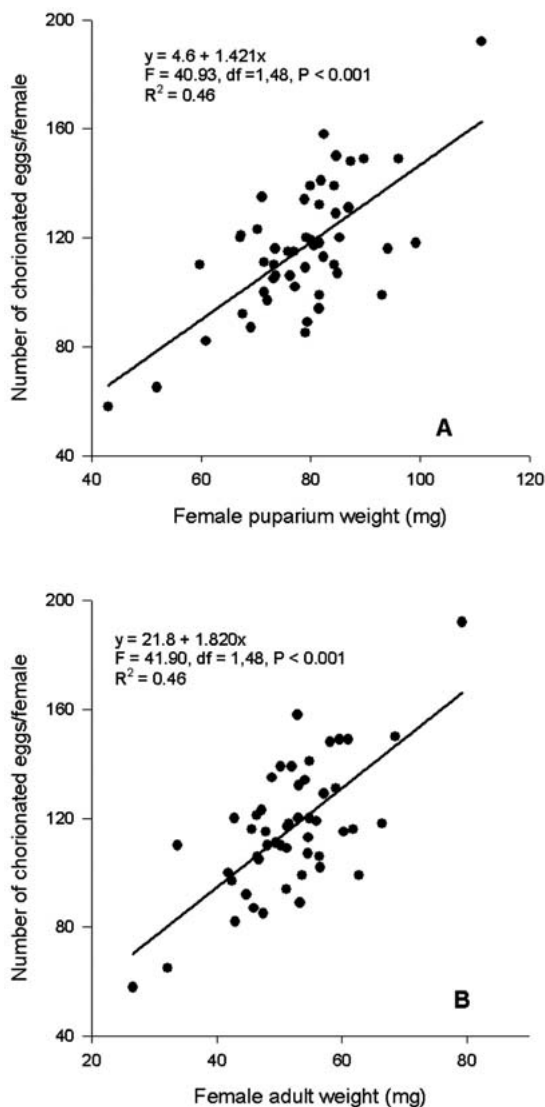 200
y = 4.6 + 1.421x
F = 40.93, df =1,48, P < 0.001
R² = 0.46
160
120
80
40
Number of chorionated eggs/female
A
40 60 80 100 120
Female puparium weight (mg)
200
y = 21.8 + 1.820x
F = 41.90, df = 1,48, P < 0.001
R² = 0.46
160
120
80
40
Number of chorionated eggs/female
B
20 40 60 80
Female adult weight (mg)